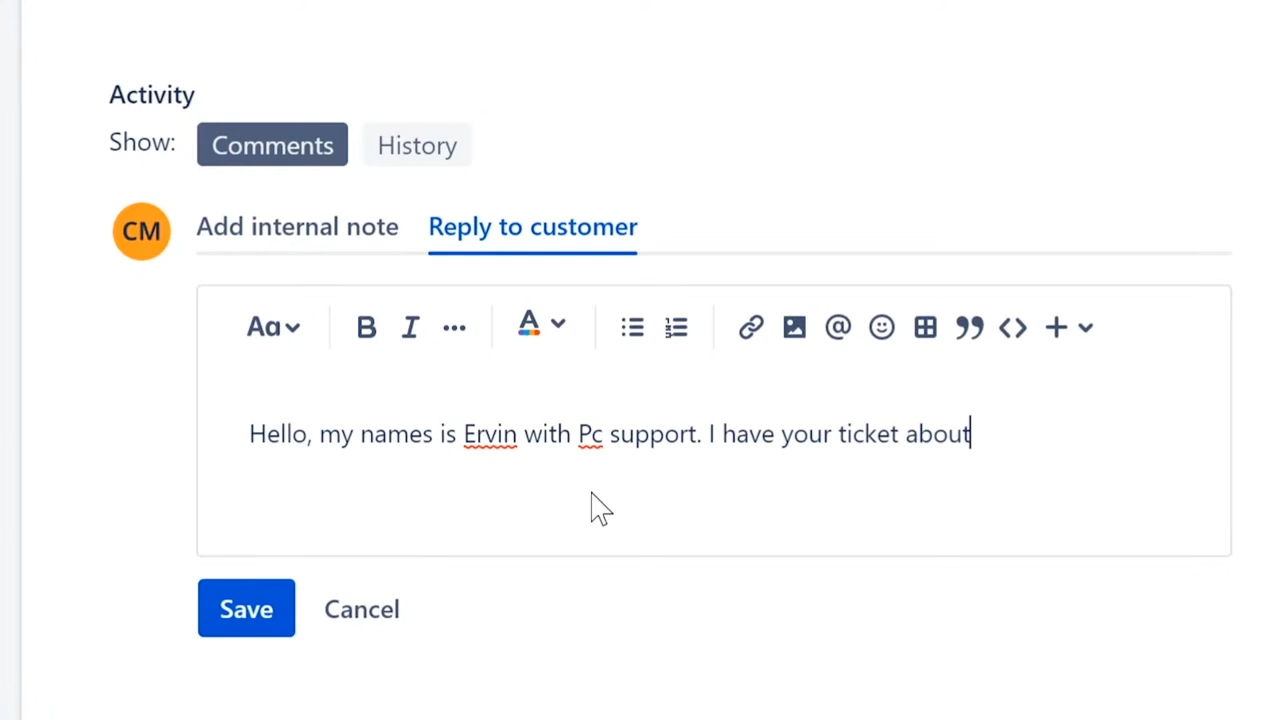 Activity
Show: Comments History
CM Add internal note Reply to customer
Aa B I ... A @ +
Hello, my names is Ervin with Pc support. I have your ticket about
Save Cancel